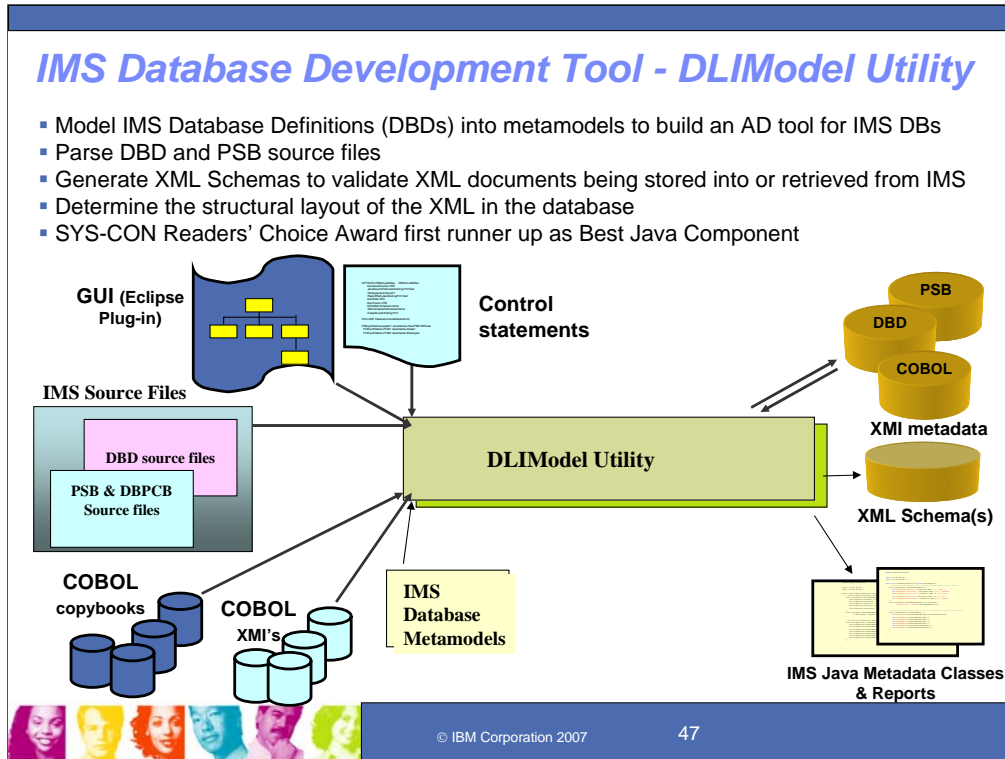 IMS Database Development Tool - DLIModel Utility
▪ Model IMS Database Definitions (DBDs) into metamodels to build an AD tool for IMS DBs
▪ Parse DBD and PSB source files
▪ Generate XML Schemas to validate XML documents being stored into or retrieved from IMS
▪ Determine the structural layout of the XML in the database
▪ SYS-CON Readers’ Choice Award first runner up as Best Java Component
GUI (Eclipse
Plug-in)
Control
statements
PSB
DBD
COBOL
XMI metadata
IMS Source Files
DBD source files
PSB & DBPCB
Source files
DLIModel Utility
XML Schema(s)
COBOL
copybooks
COBOL
XMI's
IMS
Database
Metamodels
IMS Java Metadata Classes
& Reports
© IBM Corporation 2007
47